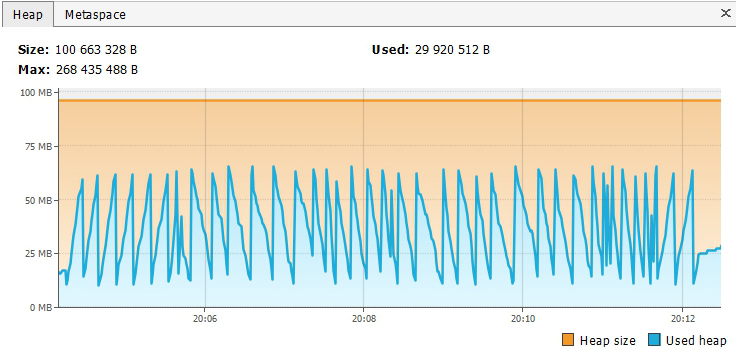 Heap Metaspace
Size: 100 663 328 B Used: 29 920 512 B
Max: 268 435 488 B
100 MB
75 MB
50 MB
25 MB
0 MB
20:06 20:08 20:10 20:12
Heap size Used heap